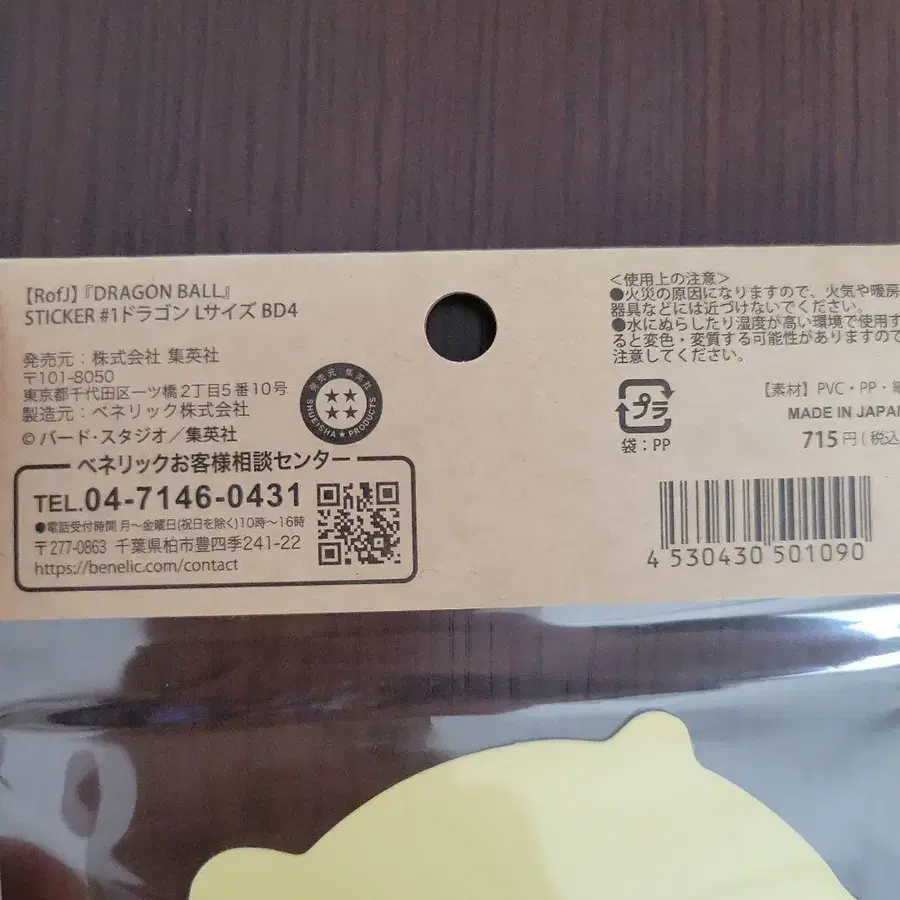 【RofJ】『DRAGON BALL』
STICKER #1ドラゴン Lサイズ BD4
発売元：株式会社 集英社
〒101-8050
東京都千代田区一ツ橋2丁目5番10号
製造元：ベネリック株式会社
©バード・スタジオ／集英社
発売元：集英社
SHUEISHA★PRODUCTS
ベネリックお客様相談センター
TEL.04-7146-0431
●電話受付時間 月～金曜日(祝日を除く)10時～16時
〒277-0863 千葉県柏市豊四季241-22
https://benelic.com/contact
＜使用上の注意＞
●火災の原因になりますので、火気や暖房
器具などには近づけないでください。
●水にぬらしたり湿度が高い環境で使用す
ると変色・変質する可能性がありますので
注意してください。
プラ
袋：PP
【素材】PVC・PP・
MADE IN JAPAN
715円(税込
4 530430 501090